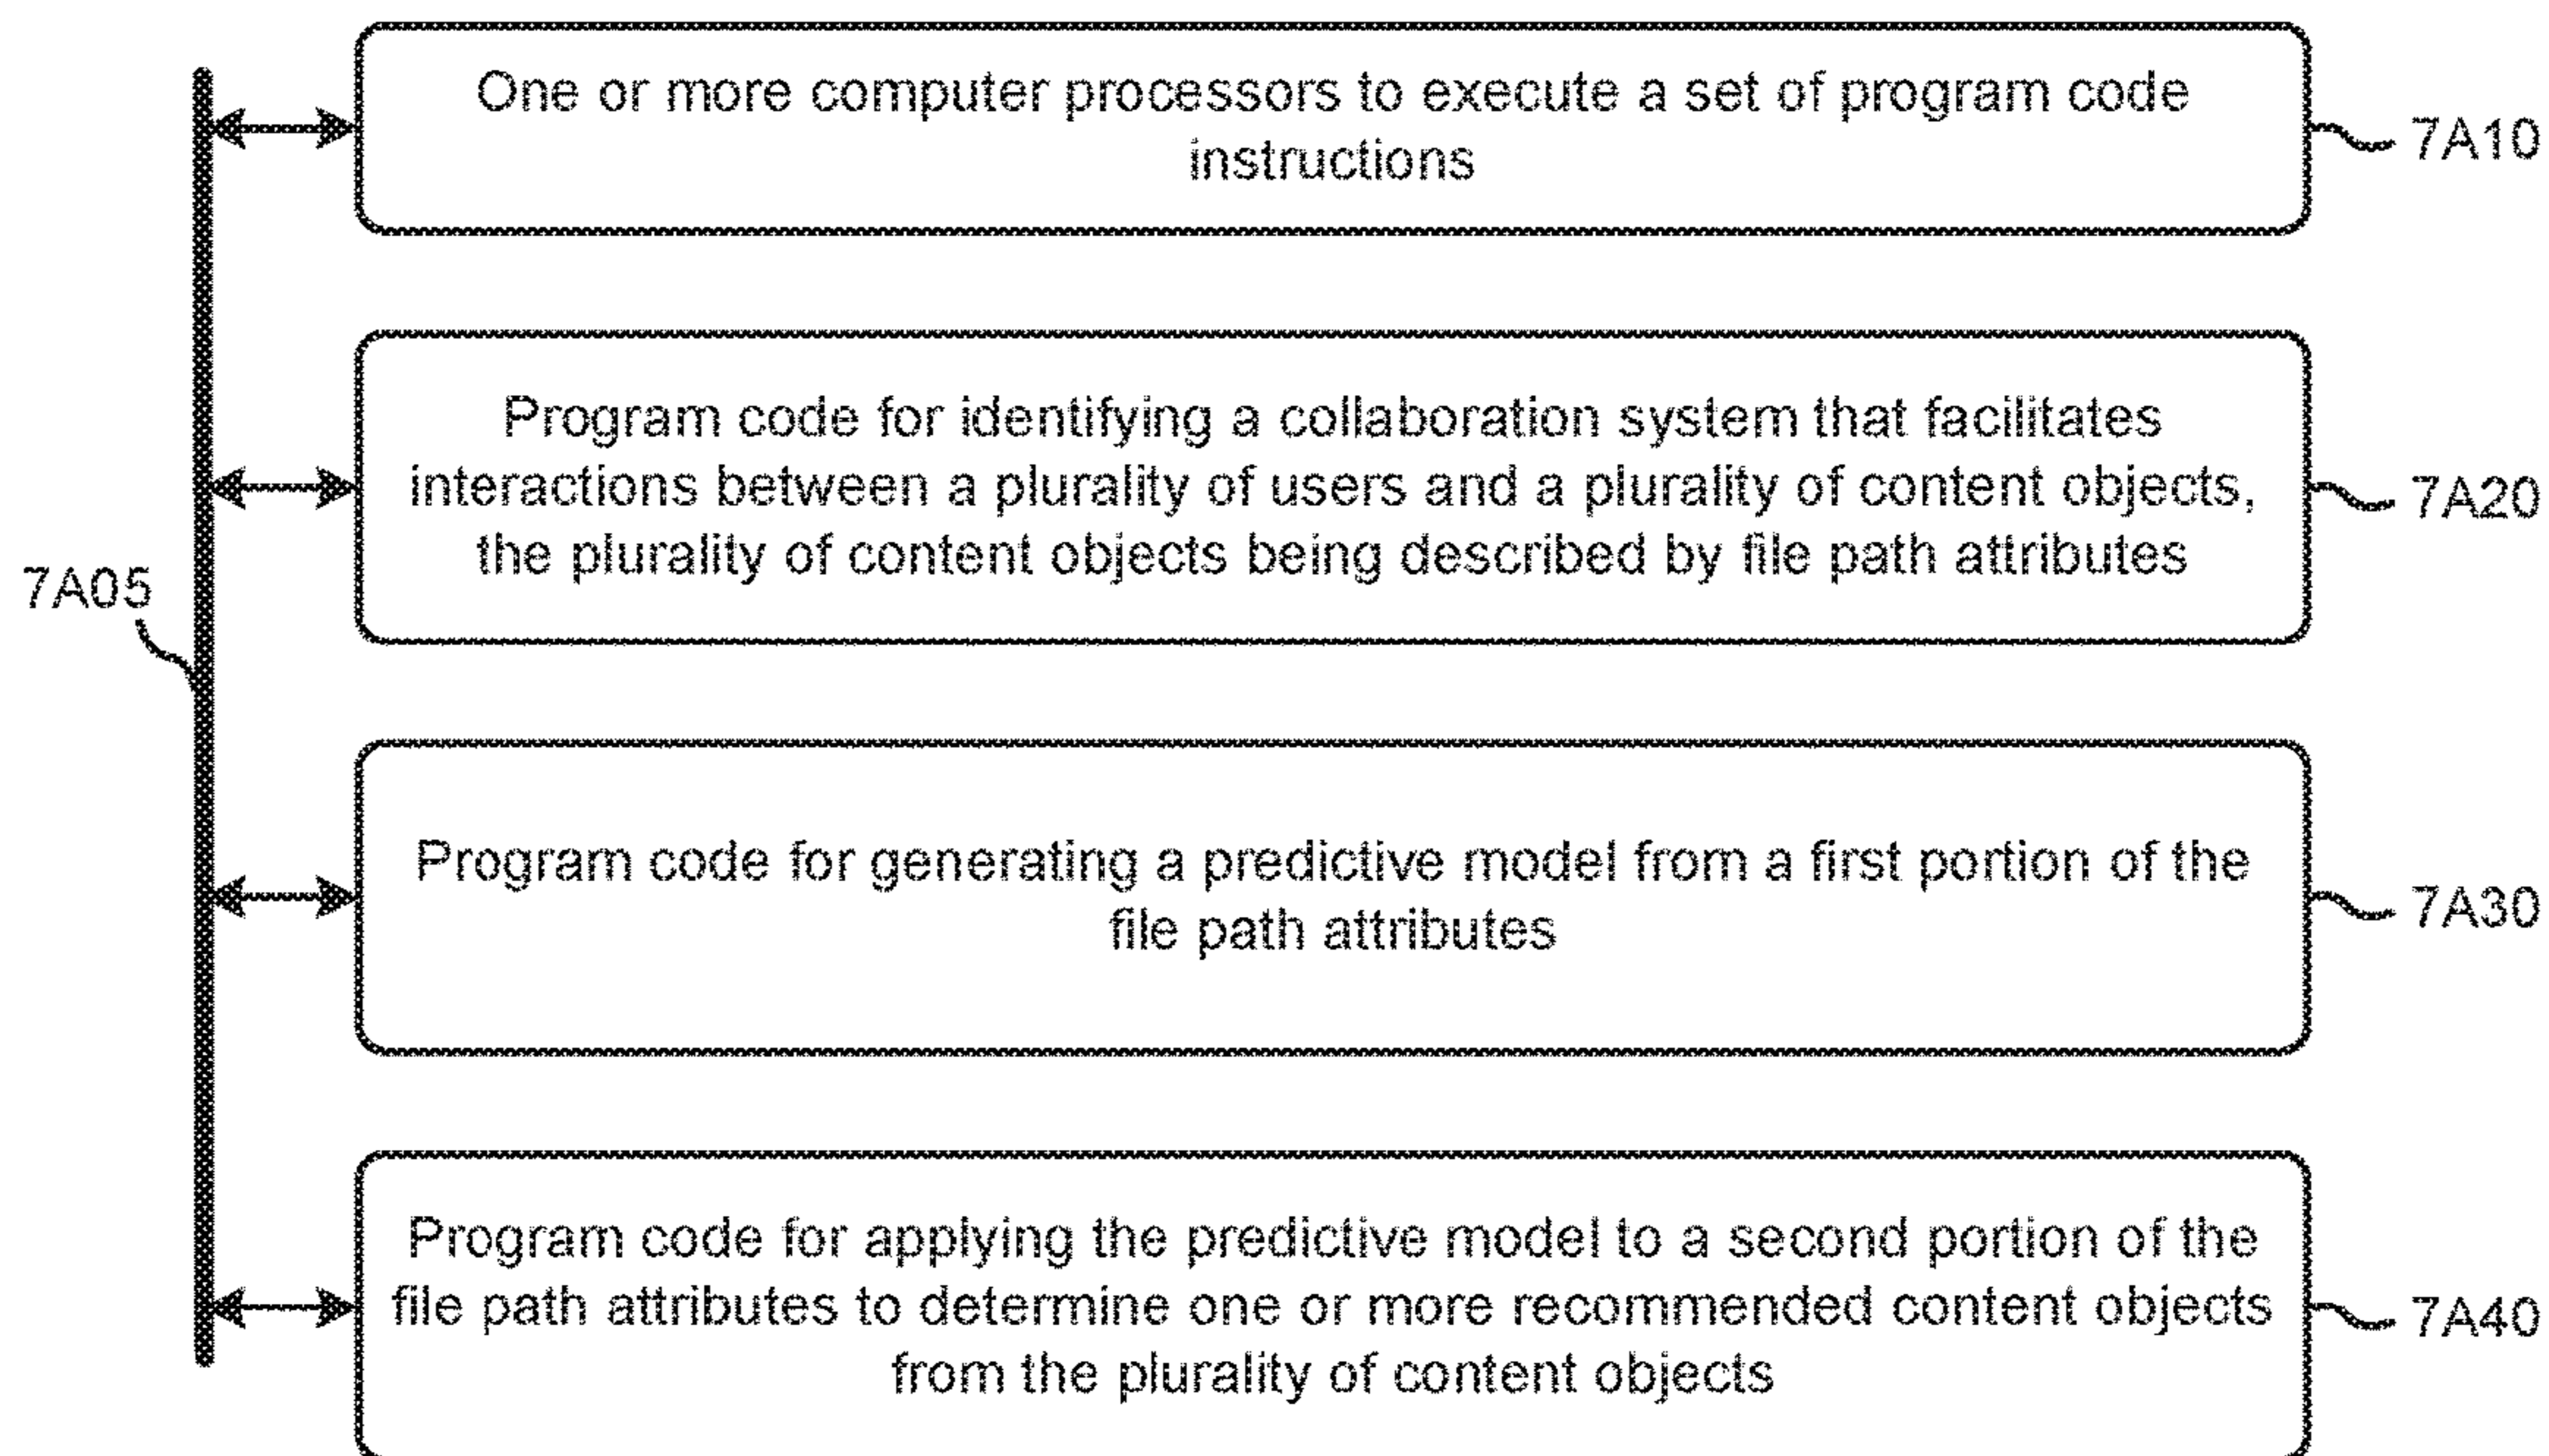 One or more computer processors to execute a set of program code
instructions
7A10
Program code for identifying a collaboration system that facilitates
interactions between a plurality of users and a plurality of content objects,
the plurality of content objects being described by file path attributes
7A20
7A05
Program code for generating a predictive model from a first portion of the
file path attributes
7A30
Program code for applying the predictive model to a second portion of the
file path attributes to determine one or more recommended content objects
from the plurality of content objects
7A40